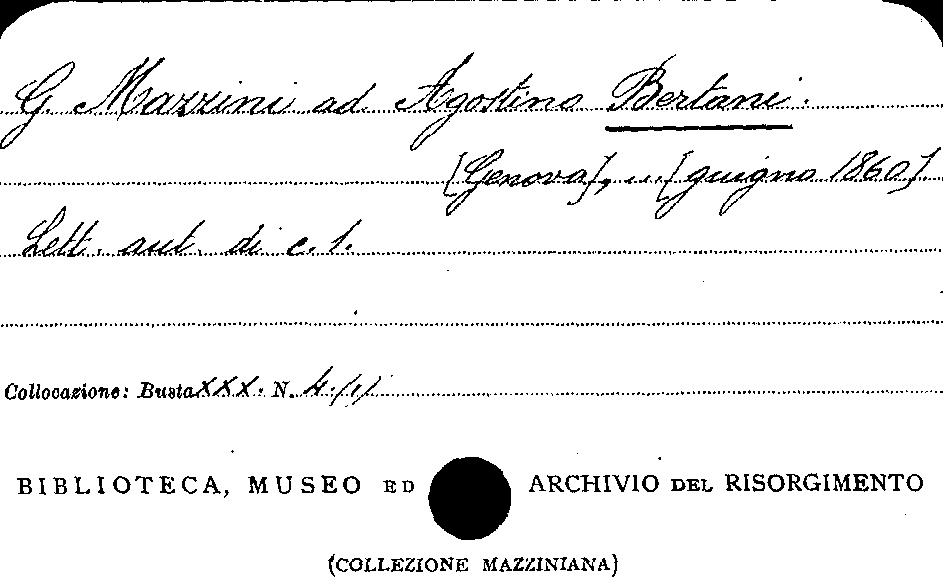 G. Mazzini ad Agostino Bertani.
[Genova], ... [giugno 1860]
Lett. aut. di c. 1.
Collocazione: Busta XXX. N. 4/1)
BIBLIOTECA, MUSEO ED ARCHIVIO DEL RISORGIMENTO
(COLLEZIONE MAZZINIANA)